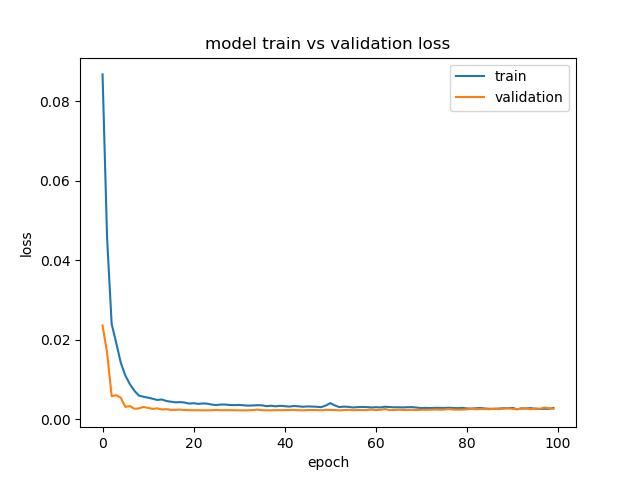 model train vs validation loss
train
validation
0.08
0.06
0.04
0.02
0.00
loss
0 20 40 60 80 100
epoch